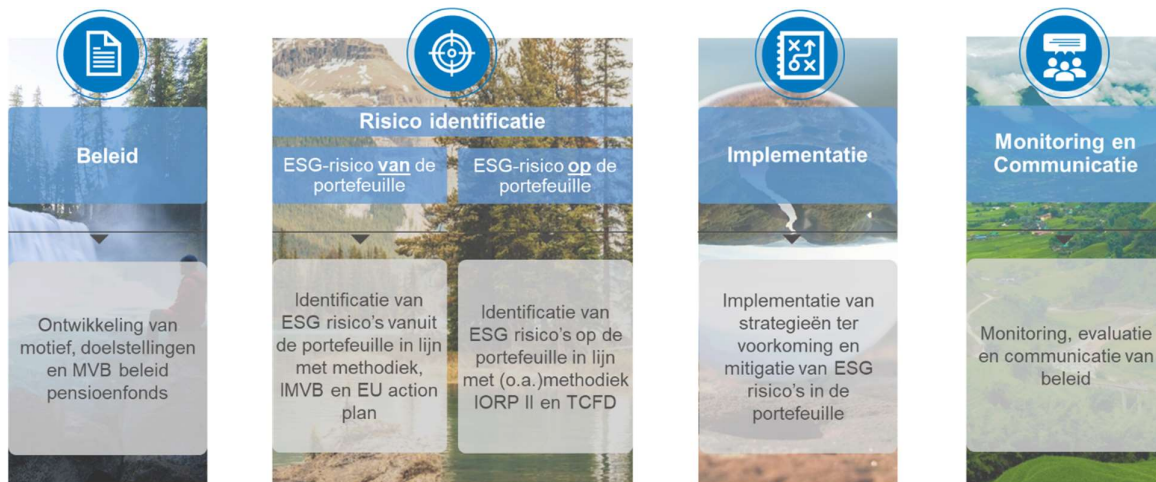 Beleid
Ontwikkeling van
motief, doelstellingen
en MVB beleid
pensioenfonds
Risico identificatie
ESG-risico van de
portefeuille
Identificatie van
ESG risico's vanuit
de portefeuille in lijn
met methodiek,
IMVB en EU action
plan
ESG-risico op de
portefeuille
Identificatie van
ESG risico's op de
portefeuille in lijn
met (o.a.)methodiek
IORP II en TCFD
Implementatie
Implementatie van
strategieën ter
voorkoming en
mitigatie van ESG
risico's in de
portefeuille
Monitoring en
Communicatie
Monitoring, evaluatie
en communicatie van
beleid